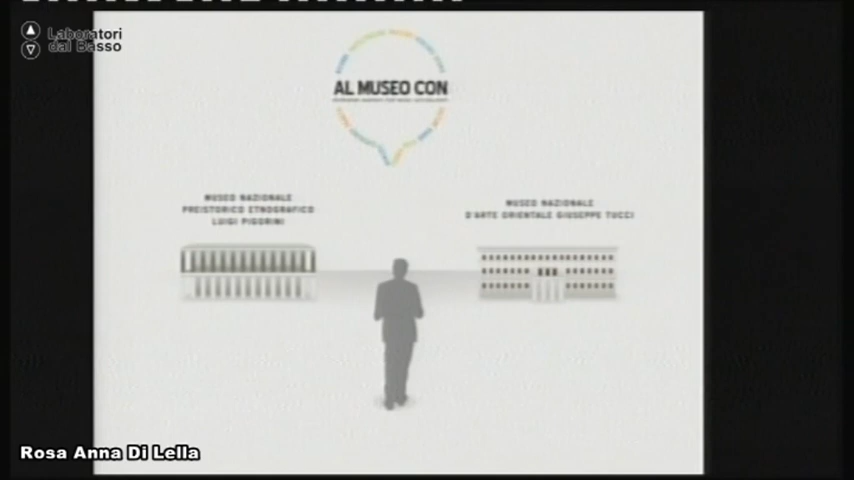 Laboratori
dal Basso
AL MUSEO CON
MUSEO NAZIONALE
PREISTORICO ETNOGRAFICO
LUIGI PIGORINI
MUSEO NAZIONALE
D'ARTE ORIENTALE GIUSEPPE TUCCI
Rosa Anna Di Lella